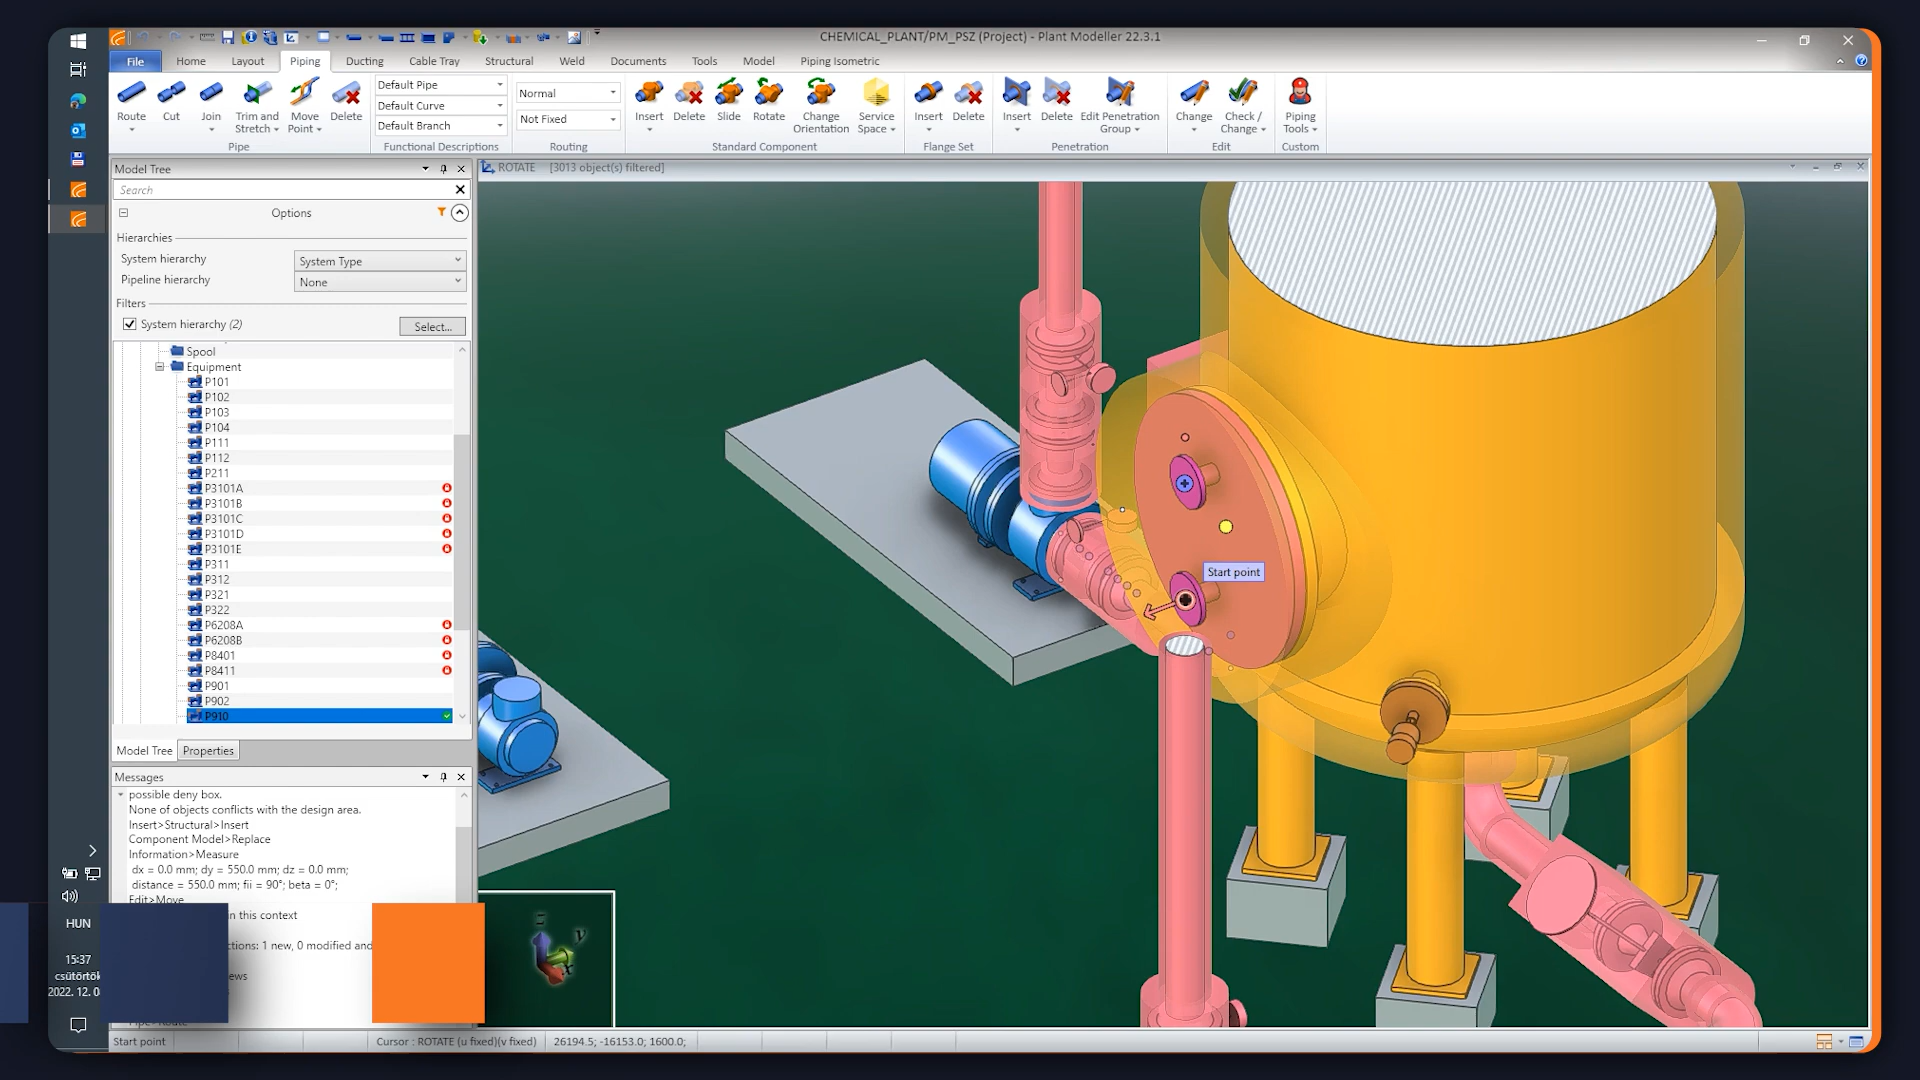 CHEMICAL_PLANT/PM_PSZ (Project) - Plant Modeller 22.3.1
File Home Layout Piping Ducting Cable Tray Structural Weld Documents Tools Model Piping Isometric
Route Cut Join Trim and Stretch Move Point Delete
Pipe
Default Pipe
Default Curve
Default Branch
Functional Descriptions
Normal
Not Fixed
Routing
Insert Delete Slide Rotate Change Orientation Service Space
Standard Component
Insert Delete
Flange Set
Insert Delete Edit Penetration Group
Penetration
Change Check / Change
Edit
Piping Tools
Custom
Model Tree
Search
Options
Hierarchies
System hierarchy System Type
Pipeline hierarchy None
Filters
System hierarchy (2) Select...
Spool
Equipment
P101
P102
P103
P104
P111
P112
P211
P3101A
P3101B
P3101C
P3101D
P3101E
P311
P312
P321
P322
P6208A
P6208B
P8401
P8411
P901
P902
P910
Model Tree Properties
Messages
possible deny box.
None of objects conflicts with the design area.
Insert>Structural>Insert
Component Model>Replace
Information>Measure
dx = 0.0 mm; dy = 550.0 mm; dz = 0.0 mm;
distance = 550.0 mm; fii = 90°; beta = 0°;
Edit>Move
n this context
ctions: 1 new, 0 modified and
ews
ROTATE [3013 object(s) filtered]
Start point
HUN
15:37
csütörtök
2022. 12. 0
Start point
Cursor : ROTATE (u fixed)(v fixed) 26194.5; -16153.0; 1600.0;